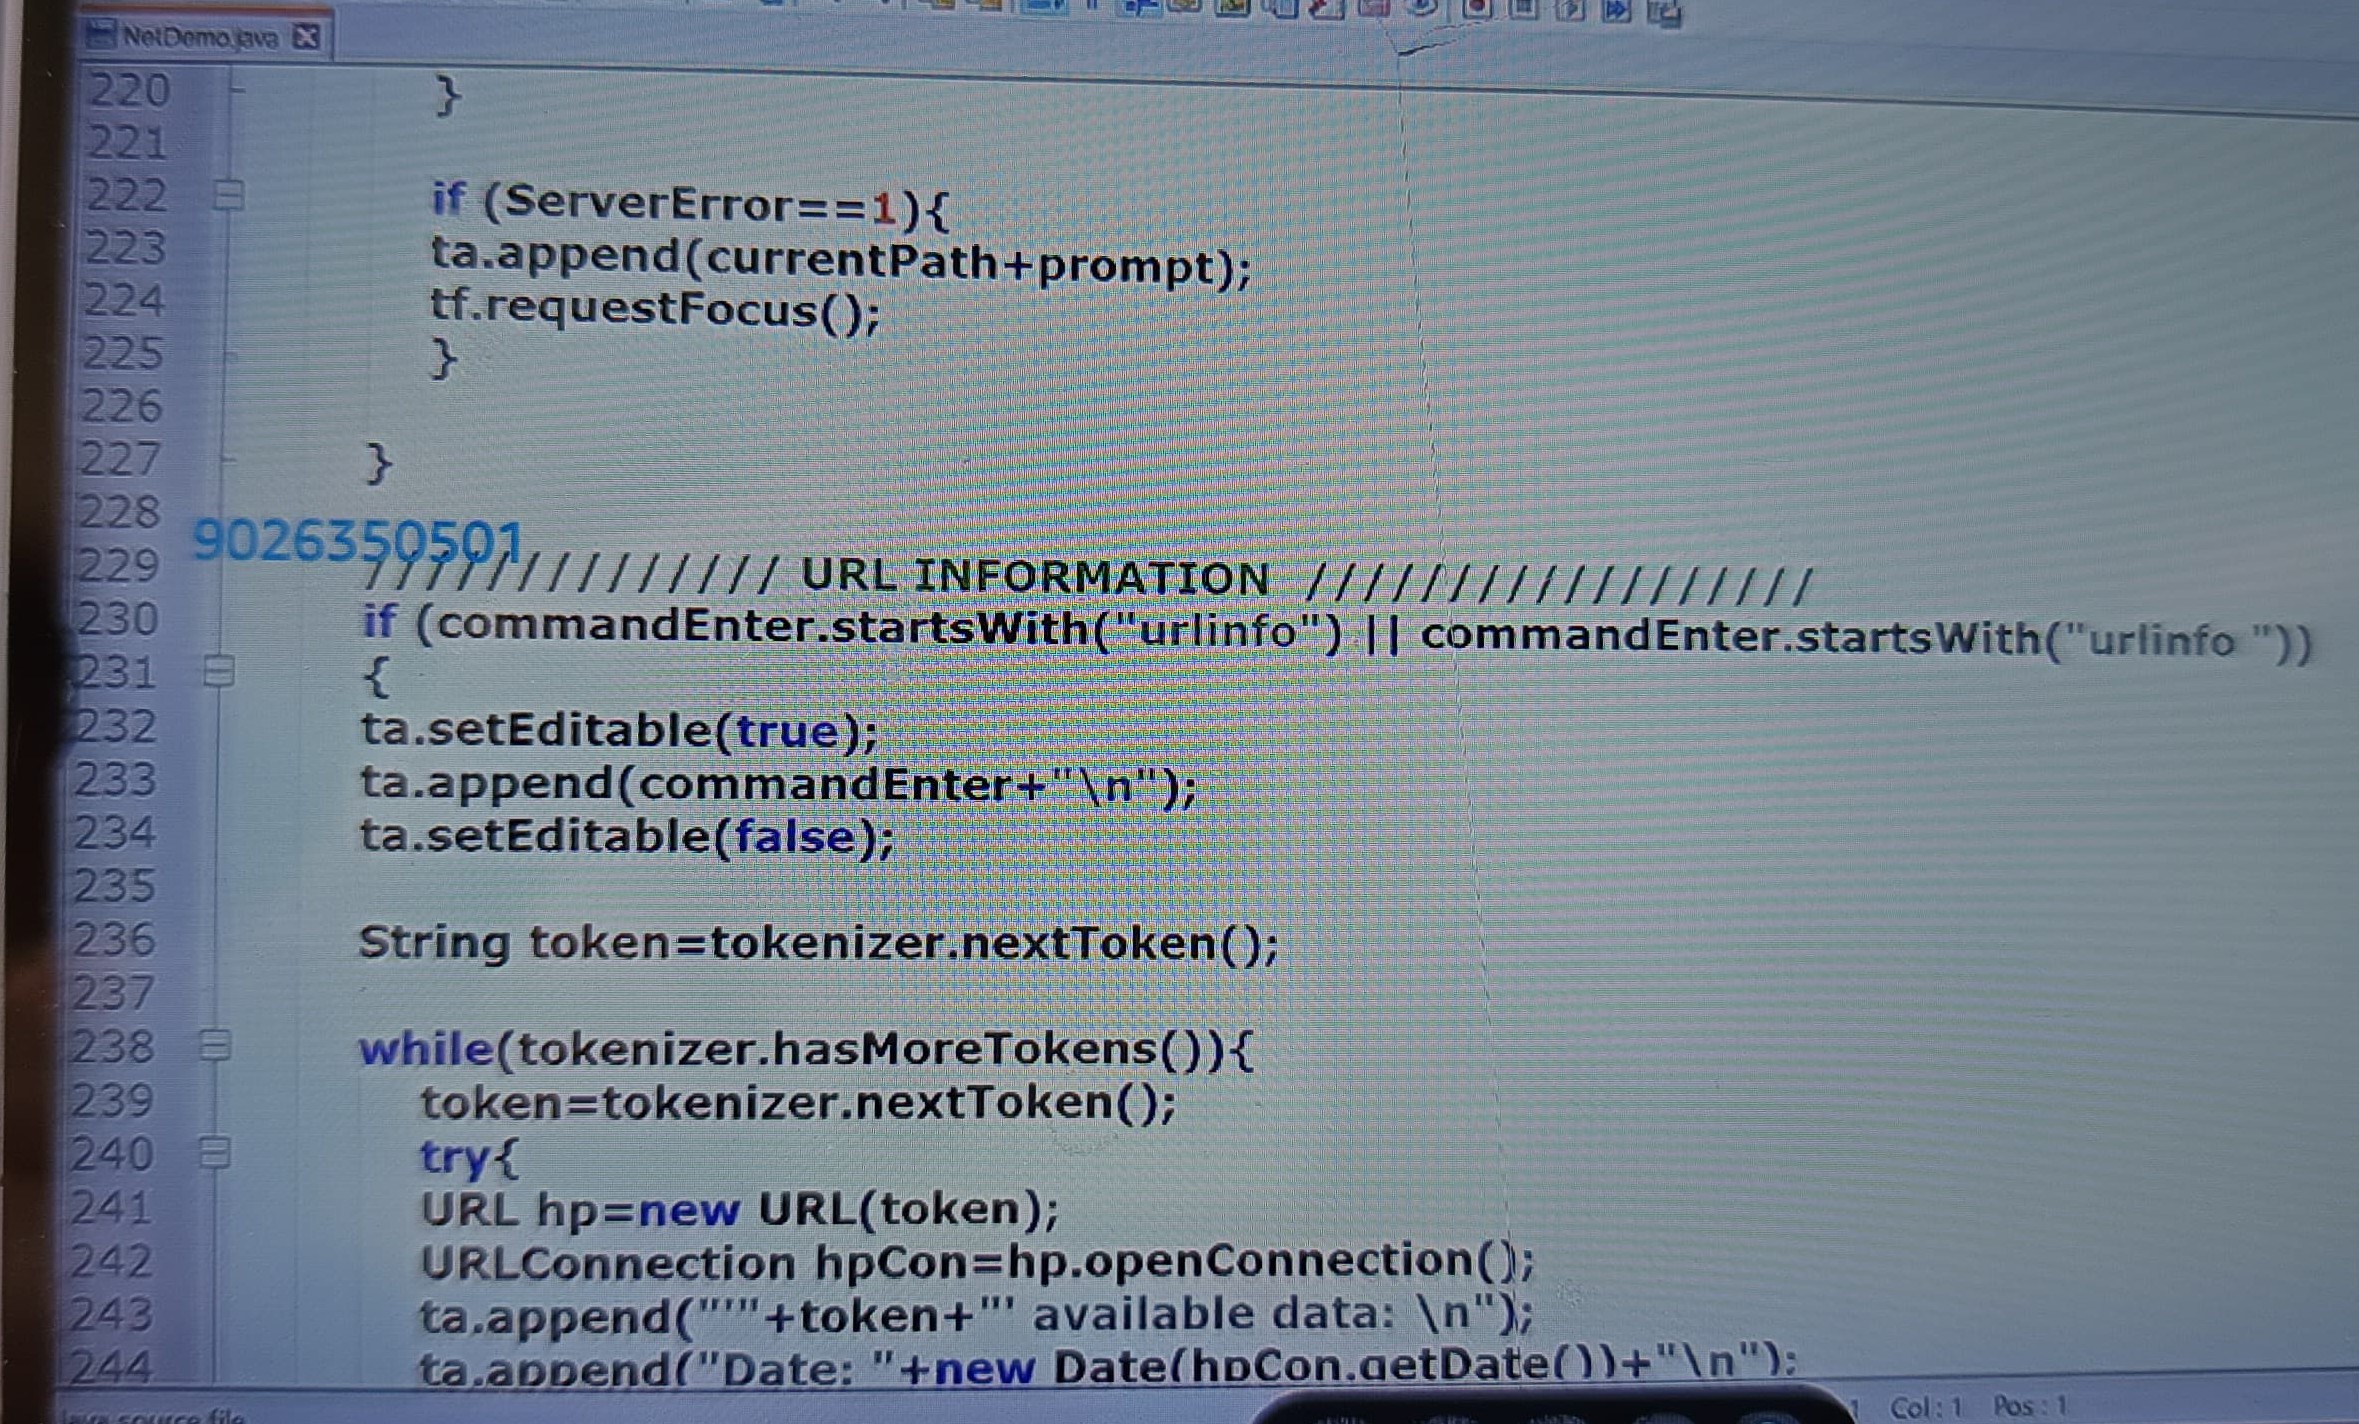 NetDemo.java
220 }
221
222 if (ServerError==1){
223 ta.append(currentPath+prompt);
224 tf.requestFocus();
225 }
226
227 }
228
9026350501
229 /////////////// URL INFORMATION //////////////////
230 if (commandEnter.startsWith("urlinfo") || commandEnter.startsWith("urlinfo "))
231 {
232 ta.setEditable(true);
233 ta.append(commandEnter+"\n");
234 ta.setEditable(false);
235
236 String token=tokenizer.nextToken();
237
238 while(tokenizer.hasMoreTokens()){
239 token=tokenizer.nextToken();
240 try{
241 URL hp=new URL(token);
242 URLConnection hpCon=hp.openConnection();
243 ta.append("'"'"+token+"' available data: \n");
244 ta.append("Date: "+new Date(hpCon.getDate())+"\n");
Java source file
1 Col : 1 Pos : 1